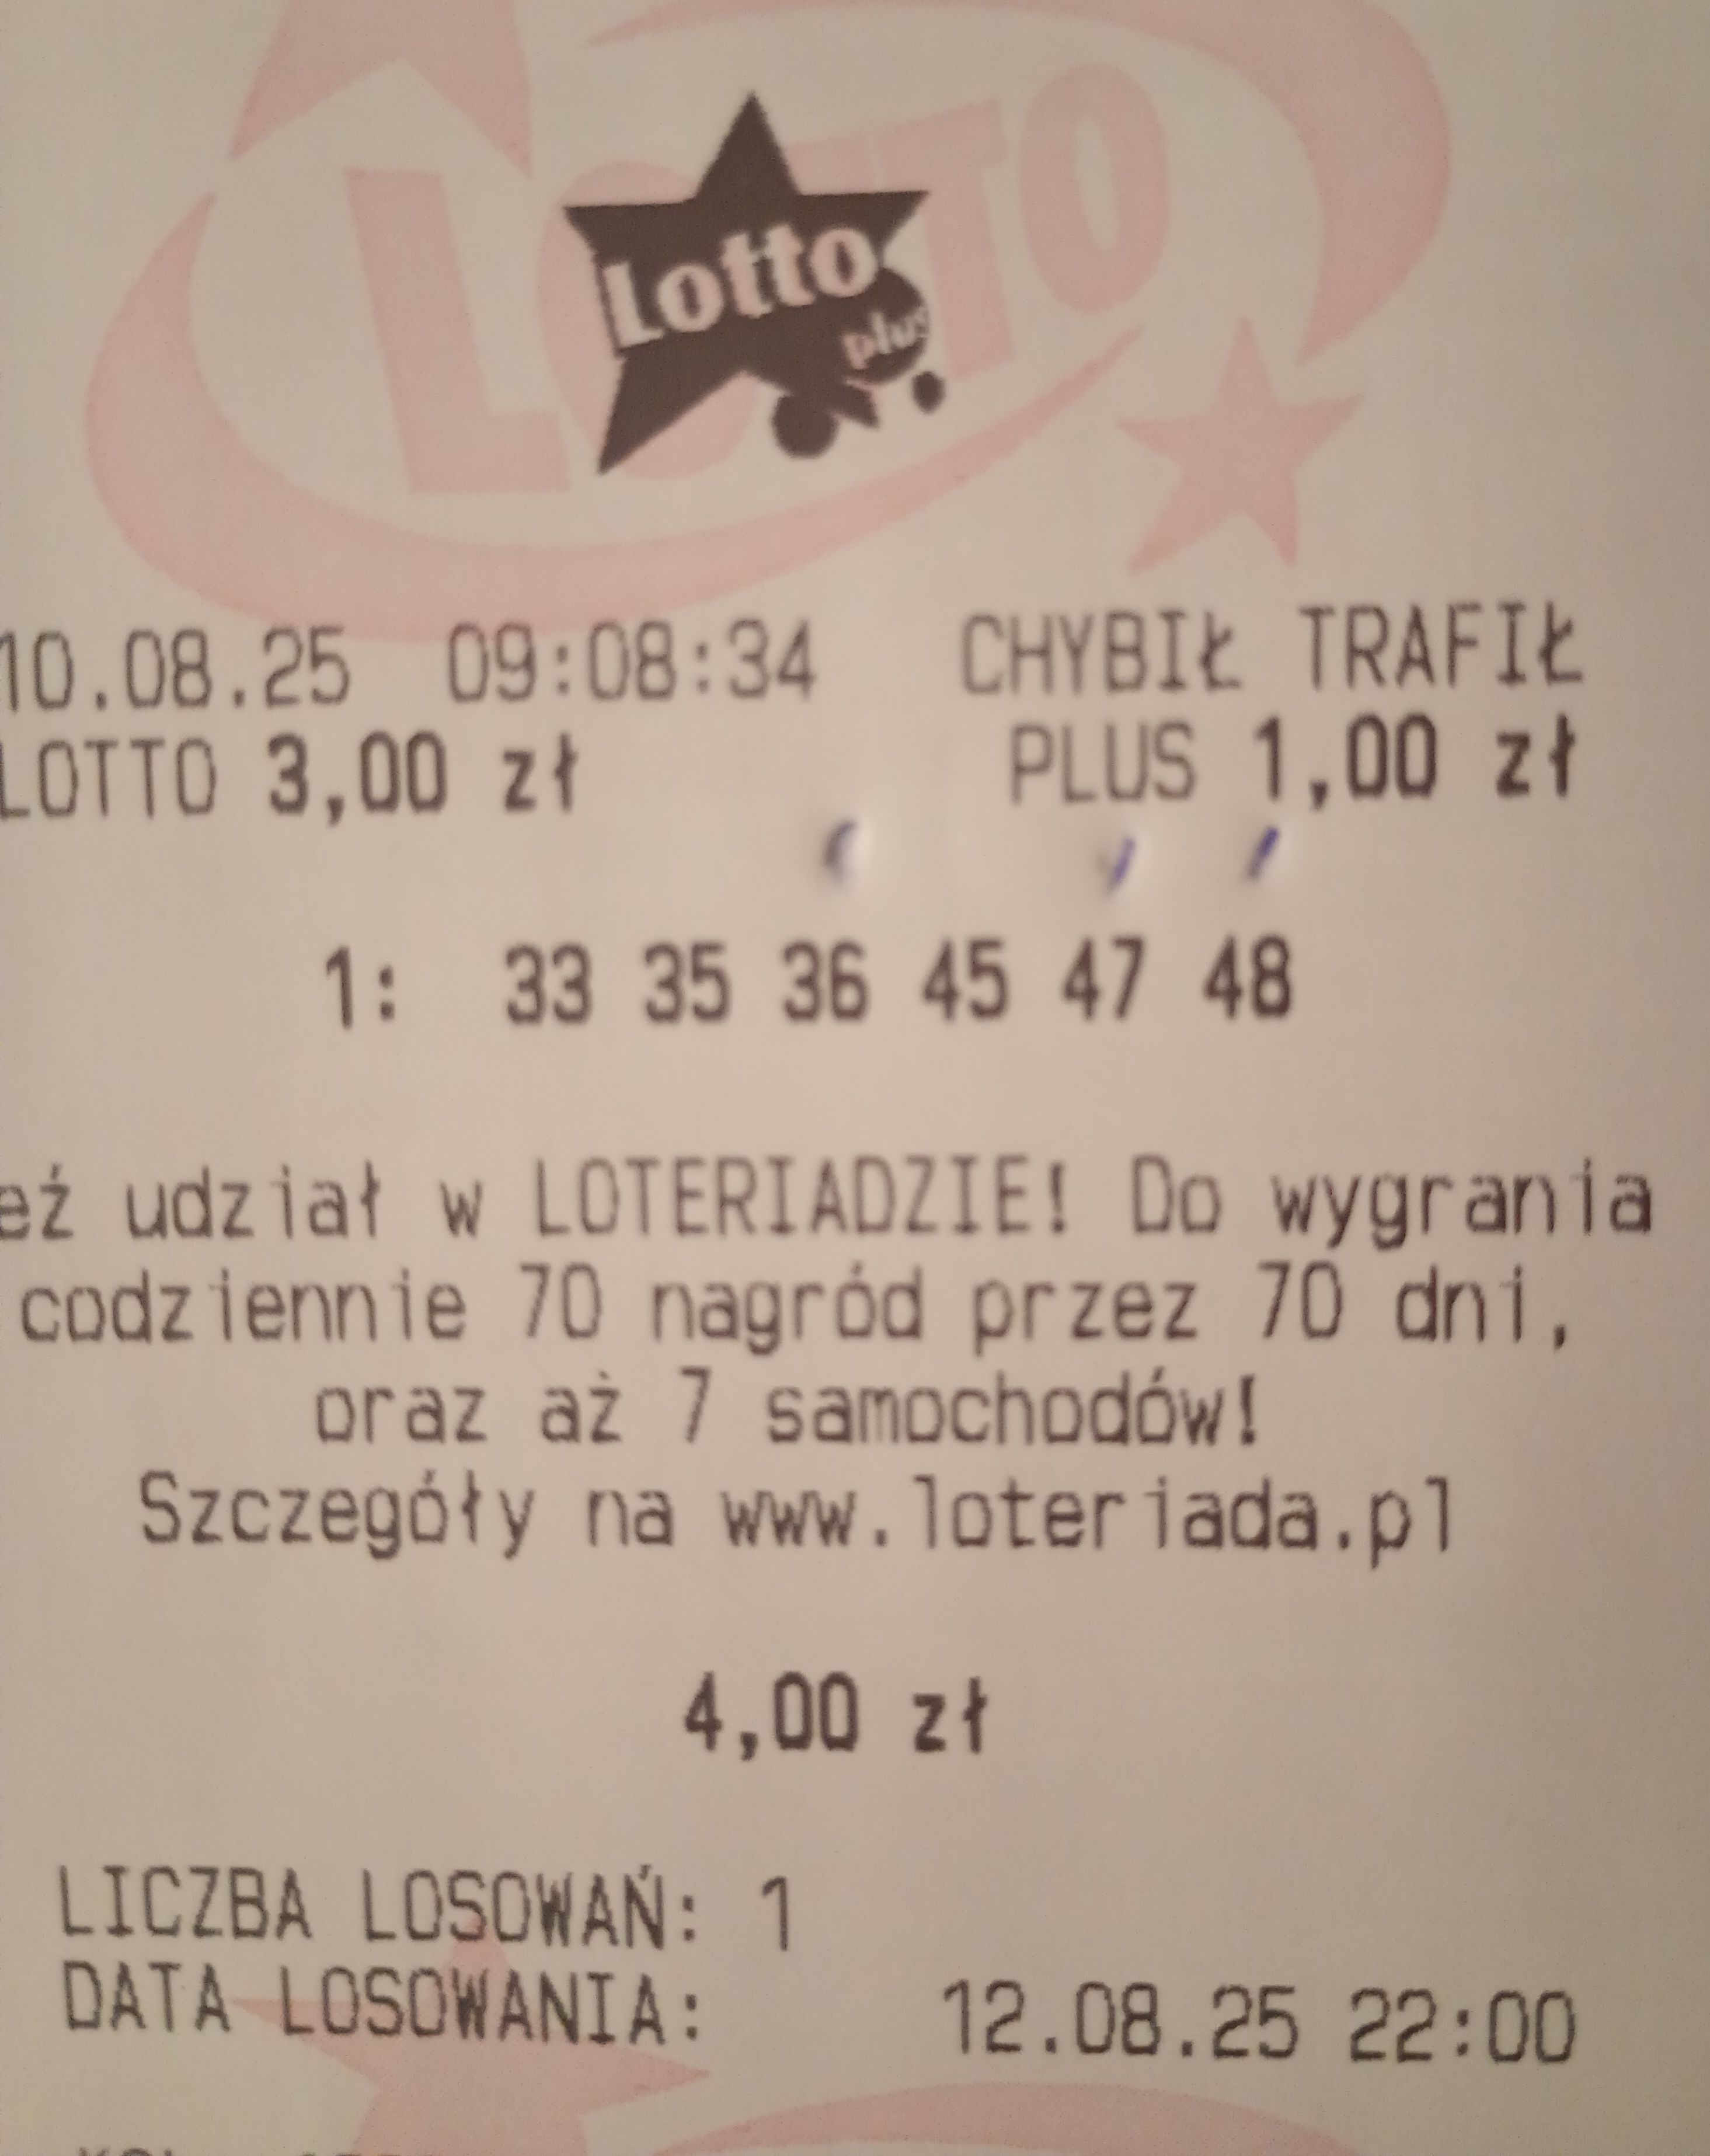 LOTTO
Lotto
plus
10.08.25 09:08:34 CHYBIŁ TRAFIŁ
LOTTO 3,00 zł PLUS 1,00 zł
1: 33 35 36 45 47 48
eź udział w LOTERIADZIE! Do wygrania
codziennie 70 nagród przez 70 dni,
oraz aż 7 samochodów!
Szczegóły na www.loteriada.pl
4,00 zł
LICZBA LOSOWAŃ: 1
DATA LOSOWANIA: 12.08.25 22:00